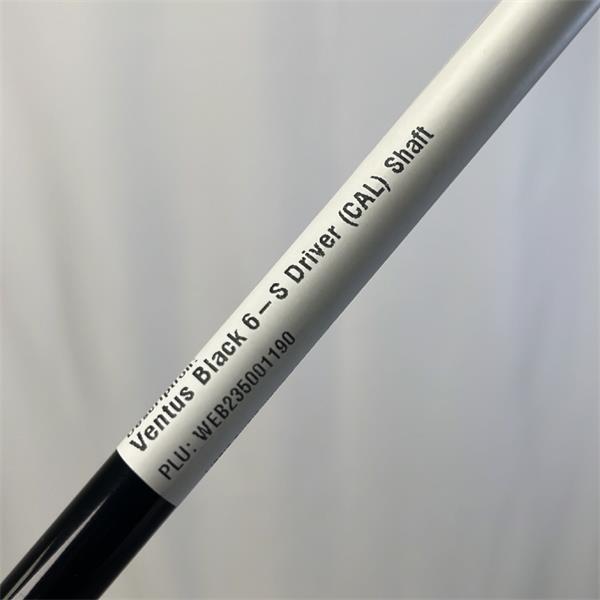 Ventus Black 6 – S Driver (CAL) Shaft
PLU: WEB235001190